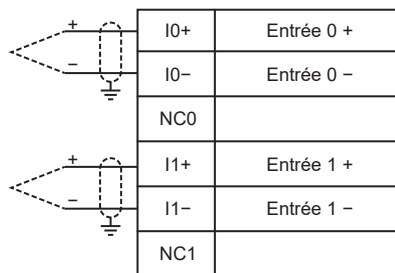 + I0+ Entrée 0 +
− I0− Entrée 0 −
NC0
+ I1+ Entrée 1 +
− I1− Entrée 1 −
NC1